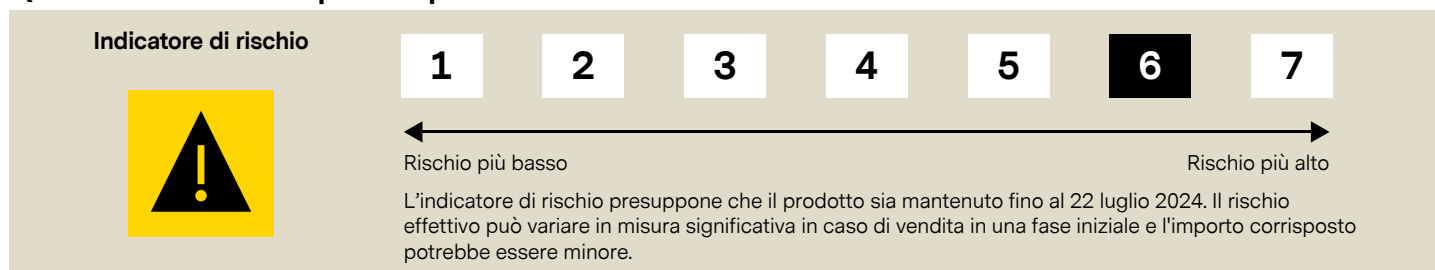 Indicatore di rischio
1 2 3 4 5 6 7
Rischio più basso
Rischio più alto
L'indicatore di rischio presuppone che il prodotto sia mantenuto fino al 22 luglio 2024. Il rischio
effettivo può variare in misura significativa in caso di vendita in una fase iniziale e l'importo corrisposto
potrebbe essere minore.